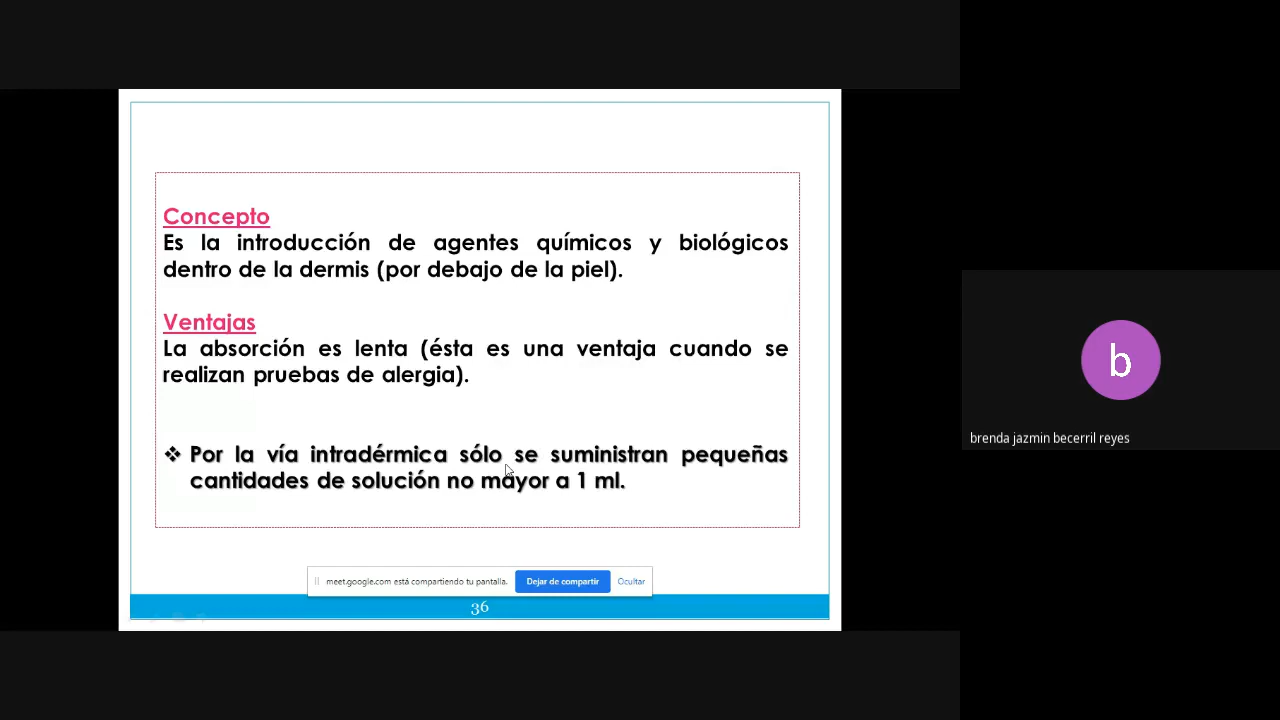 Concepto
Es la introducción de agentes químicos y biológicos
dentro de la dermis (por debajo de la piel).
Ventajas
La absorción es lenta (ésta es una ventaja cuando se
realizan pruebas de alergia).
❖ Por la vía intradérmica sólo se suministran pequeñas
cantidades de solución no mayor a 1 ml.
meet.google.com está compartiendo tu pantalla. Dejar de compartir Ocultar
36
b
brenda jazmin becerril reyes